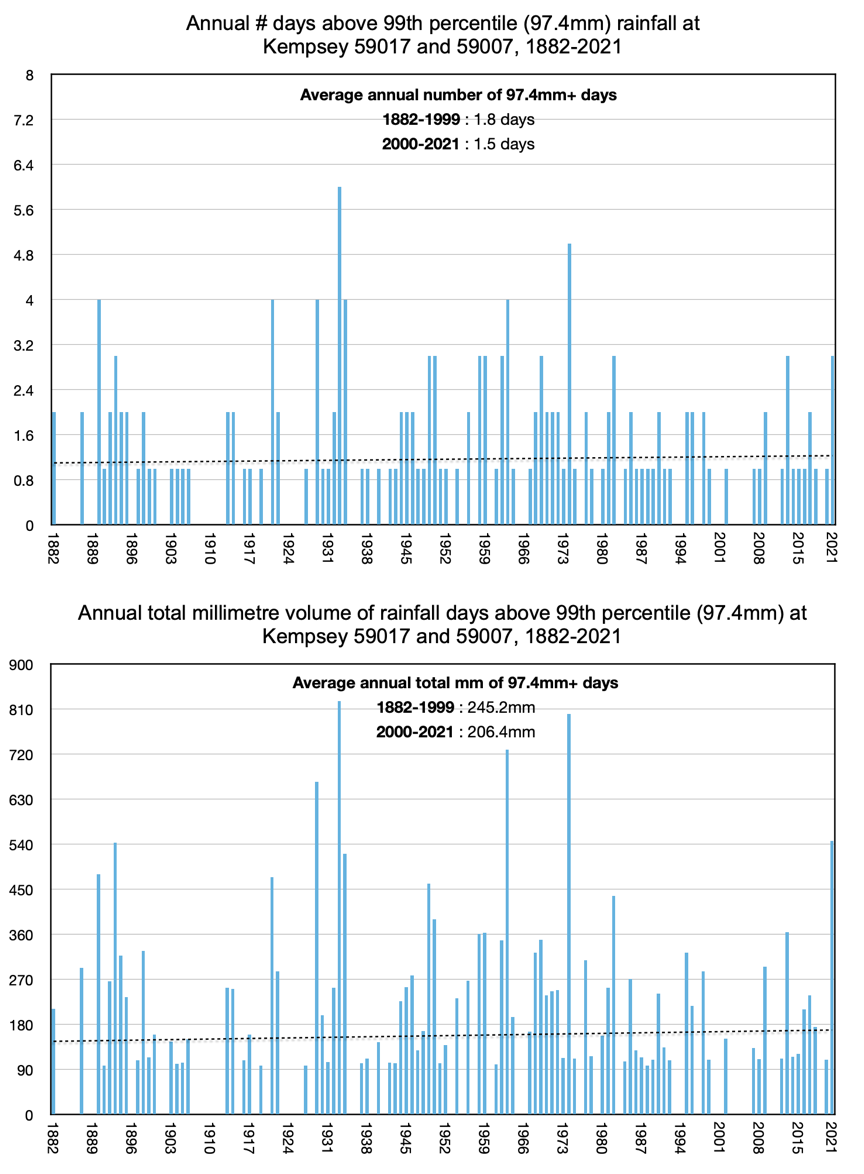 Annual # days above 99th percentile (97.4mm) rainfall at
Kempsey 59017 and 59007, 1882-2021
8
Average annual number of 97.4mm+ days
7.2
1882-1999 : 1.8 days
2000-2021 : 1.5 days
6.4
5.6
4.8
4
3.2
2.4
1.6
0.8
0
1882 1889 1896 1903 1910 1917 1924 1931 1938 1945 1952 1959 1966 1973 1980 1987 1994 2001 2008 2015 2021
Annual total millimetre volume of rainfall days above 99th percentile (97.4mm) at
Kempsey 59017 and 59007, 1882-2021
900
Average annual total mm of 97.4mm+ days
810
1882-1999 : 245.2mm
2000-2021 : 206.4mm
720
630
540
450
360
270
180
90
0
1882 1889 1896 1903 1910 1917 1924 1931 1938 1945 1952 1959 1966 1973 1980 1987 1994 2001 2008 2015 2021